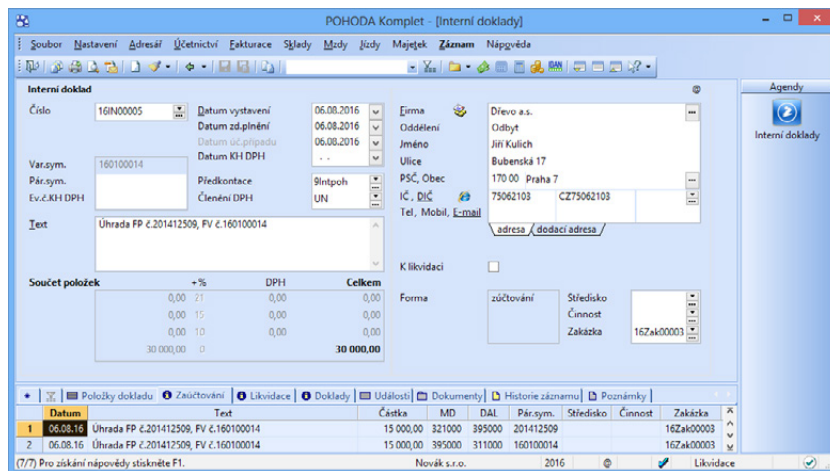 POHODA Komplet - [Interní doklady]
Soubor Nastavení Adresář Účetnictví Fakturace Sklady Mzdy Jízdy Majetek Záznam Nápověda
Interní doklad
Agendy
Interní doklady
Číslo 16IN00005 Datum vystavení 06.08.2016 Firma Dřevo a.s.
Datum zd.plnění 06.08.2016 Oddělení Odbyt
Datum úč.případu 06.08.2016 Jméno Jiří Kulich
Datum KH DPH . . Ulice Bubenská 17
Var.sym. 160100014
Pár.sym. Předkontace 9Intpoh PSČ, Obec 170 00 Praha 7
Ev.č.KH DPH Členění DPH UN IČ, DIČ 75062103 CZ75062103
Tel, Mobil, E-mail
Text Úhrada FP č.201412509, FV č.160100014
adresa dodací adresa
K likvidaci
Součet položek +% DPH Celkem
0,00 21 0,00 0,00 Forma zúčtování Středisko
0,00 15 0,00 0,00 Činnost
0,00 10 0,00 0,00 Zakázka 16Zak00003
30 000,00 0 30 000,00
Položky dokladu Zaúčtování Likvidace Doklady Události Dokumenty Historie záznamu Poznámky
Datum Text Částka MD DAL Pár.sym. Středisko Činnost Zakázka
1 06.08.16 Úhrada FP č.201412509, FV č.160100014 15 000,00 321000 395000 201412509 16Zak00003
2 06.08.16 Úhrada FP č.201412509, FV č.160100014 15 000,00 395000 311000 160100014 16Zak00003
(7/7) Pro získání nápovědy stiskněte F1. Novák s.r.o. 2016 @ Likvidace